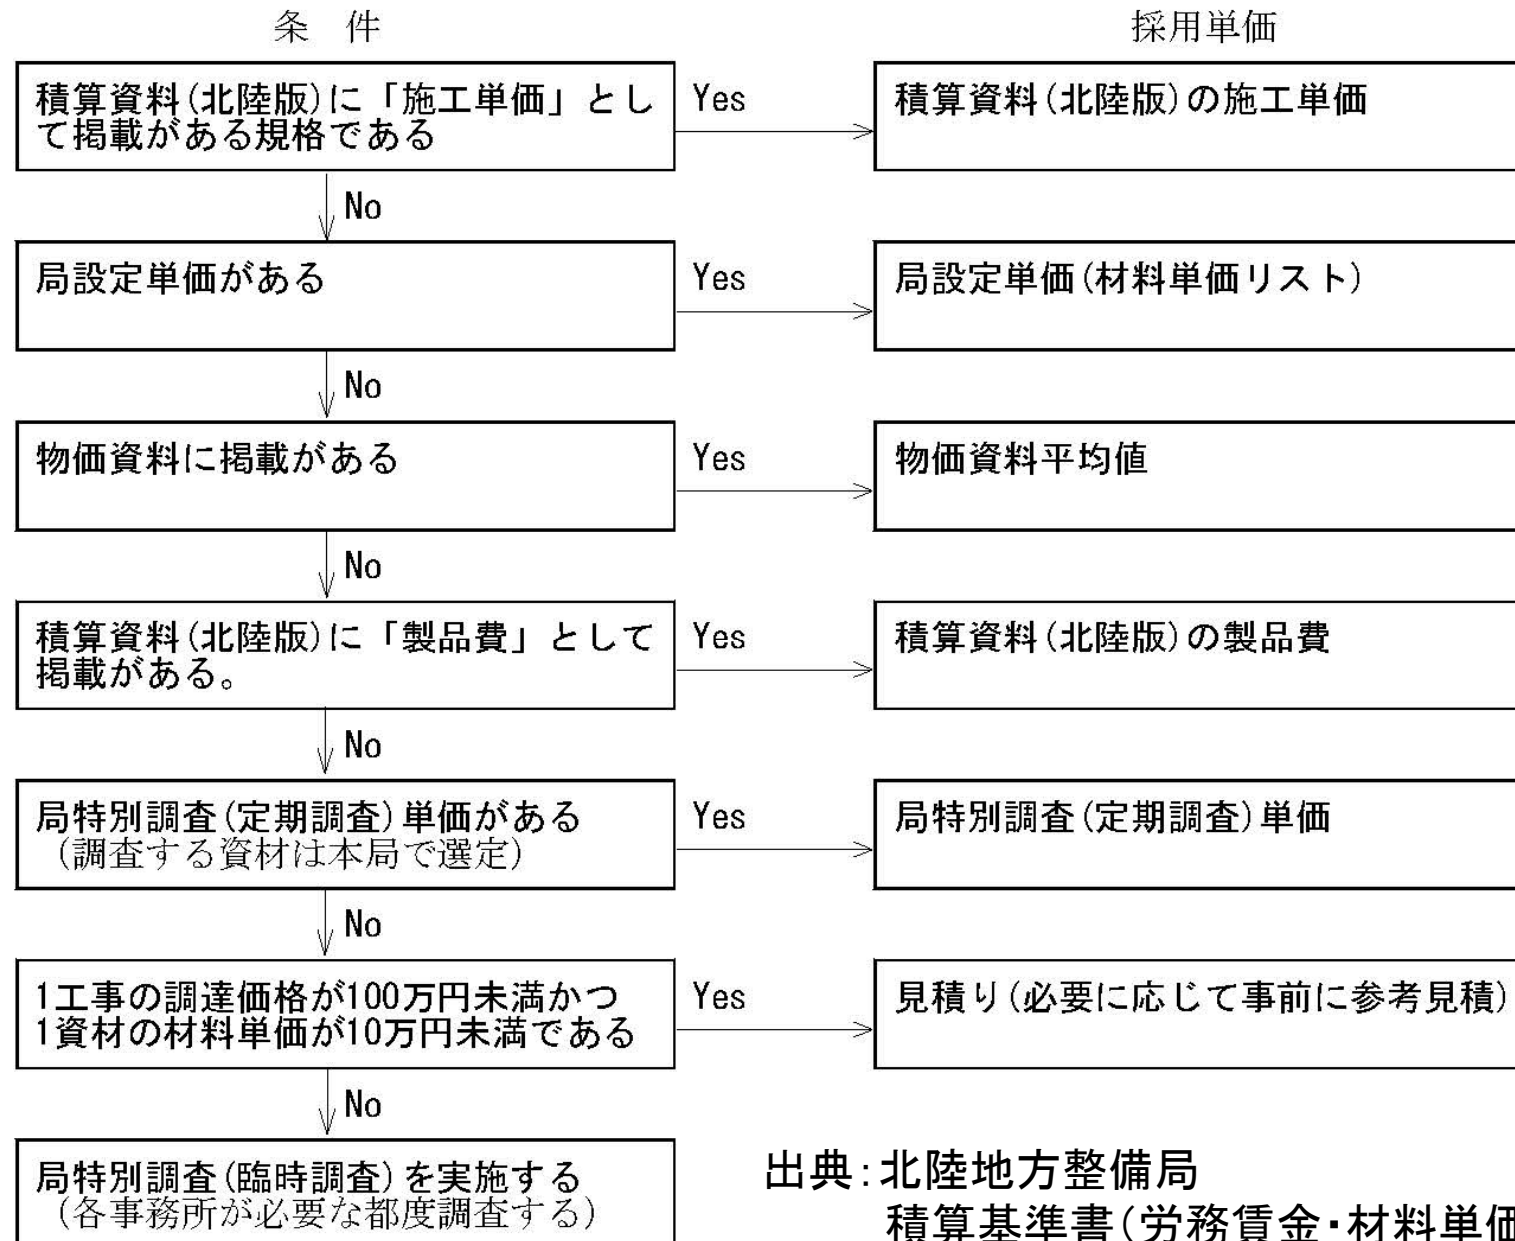 条 件
採用単価
積算資料(北陸版)に「施工単価」とし
て掲載がある規格である
Yes
積算資料(北陸版)の施工単価
No
局設定単価がある
Yes
局設定単価(材料単価リスト)
No
物価資料に掲載がある
Yes
物価資料平均値
No
積算資料(北陸版)に「製品費」として
掲載がある。
Yes
積算資料(北陸版)の製品費
No
局特別調査(定期調査)単価がある
(調査する資材は本局で選定)
Yes
局特別調査(定期調査)単価
No
1工事の調達価格が100万円未満かつ
1資材の材料単価が10万円未満である
Yes
見積り(必要に応じて事前に参考見積)
No
局特別調査(臨時調査)を実施する
(各事務所が必要な都度調査する)
出典:北陸地方整備局
積算基準書(労務賃金・材料単価